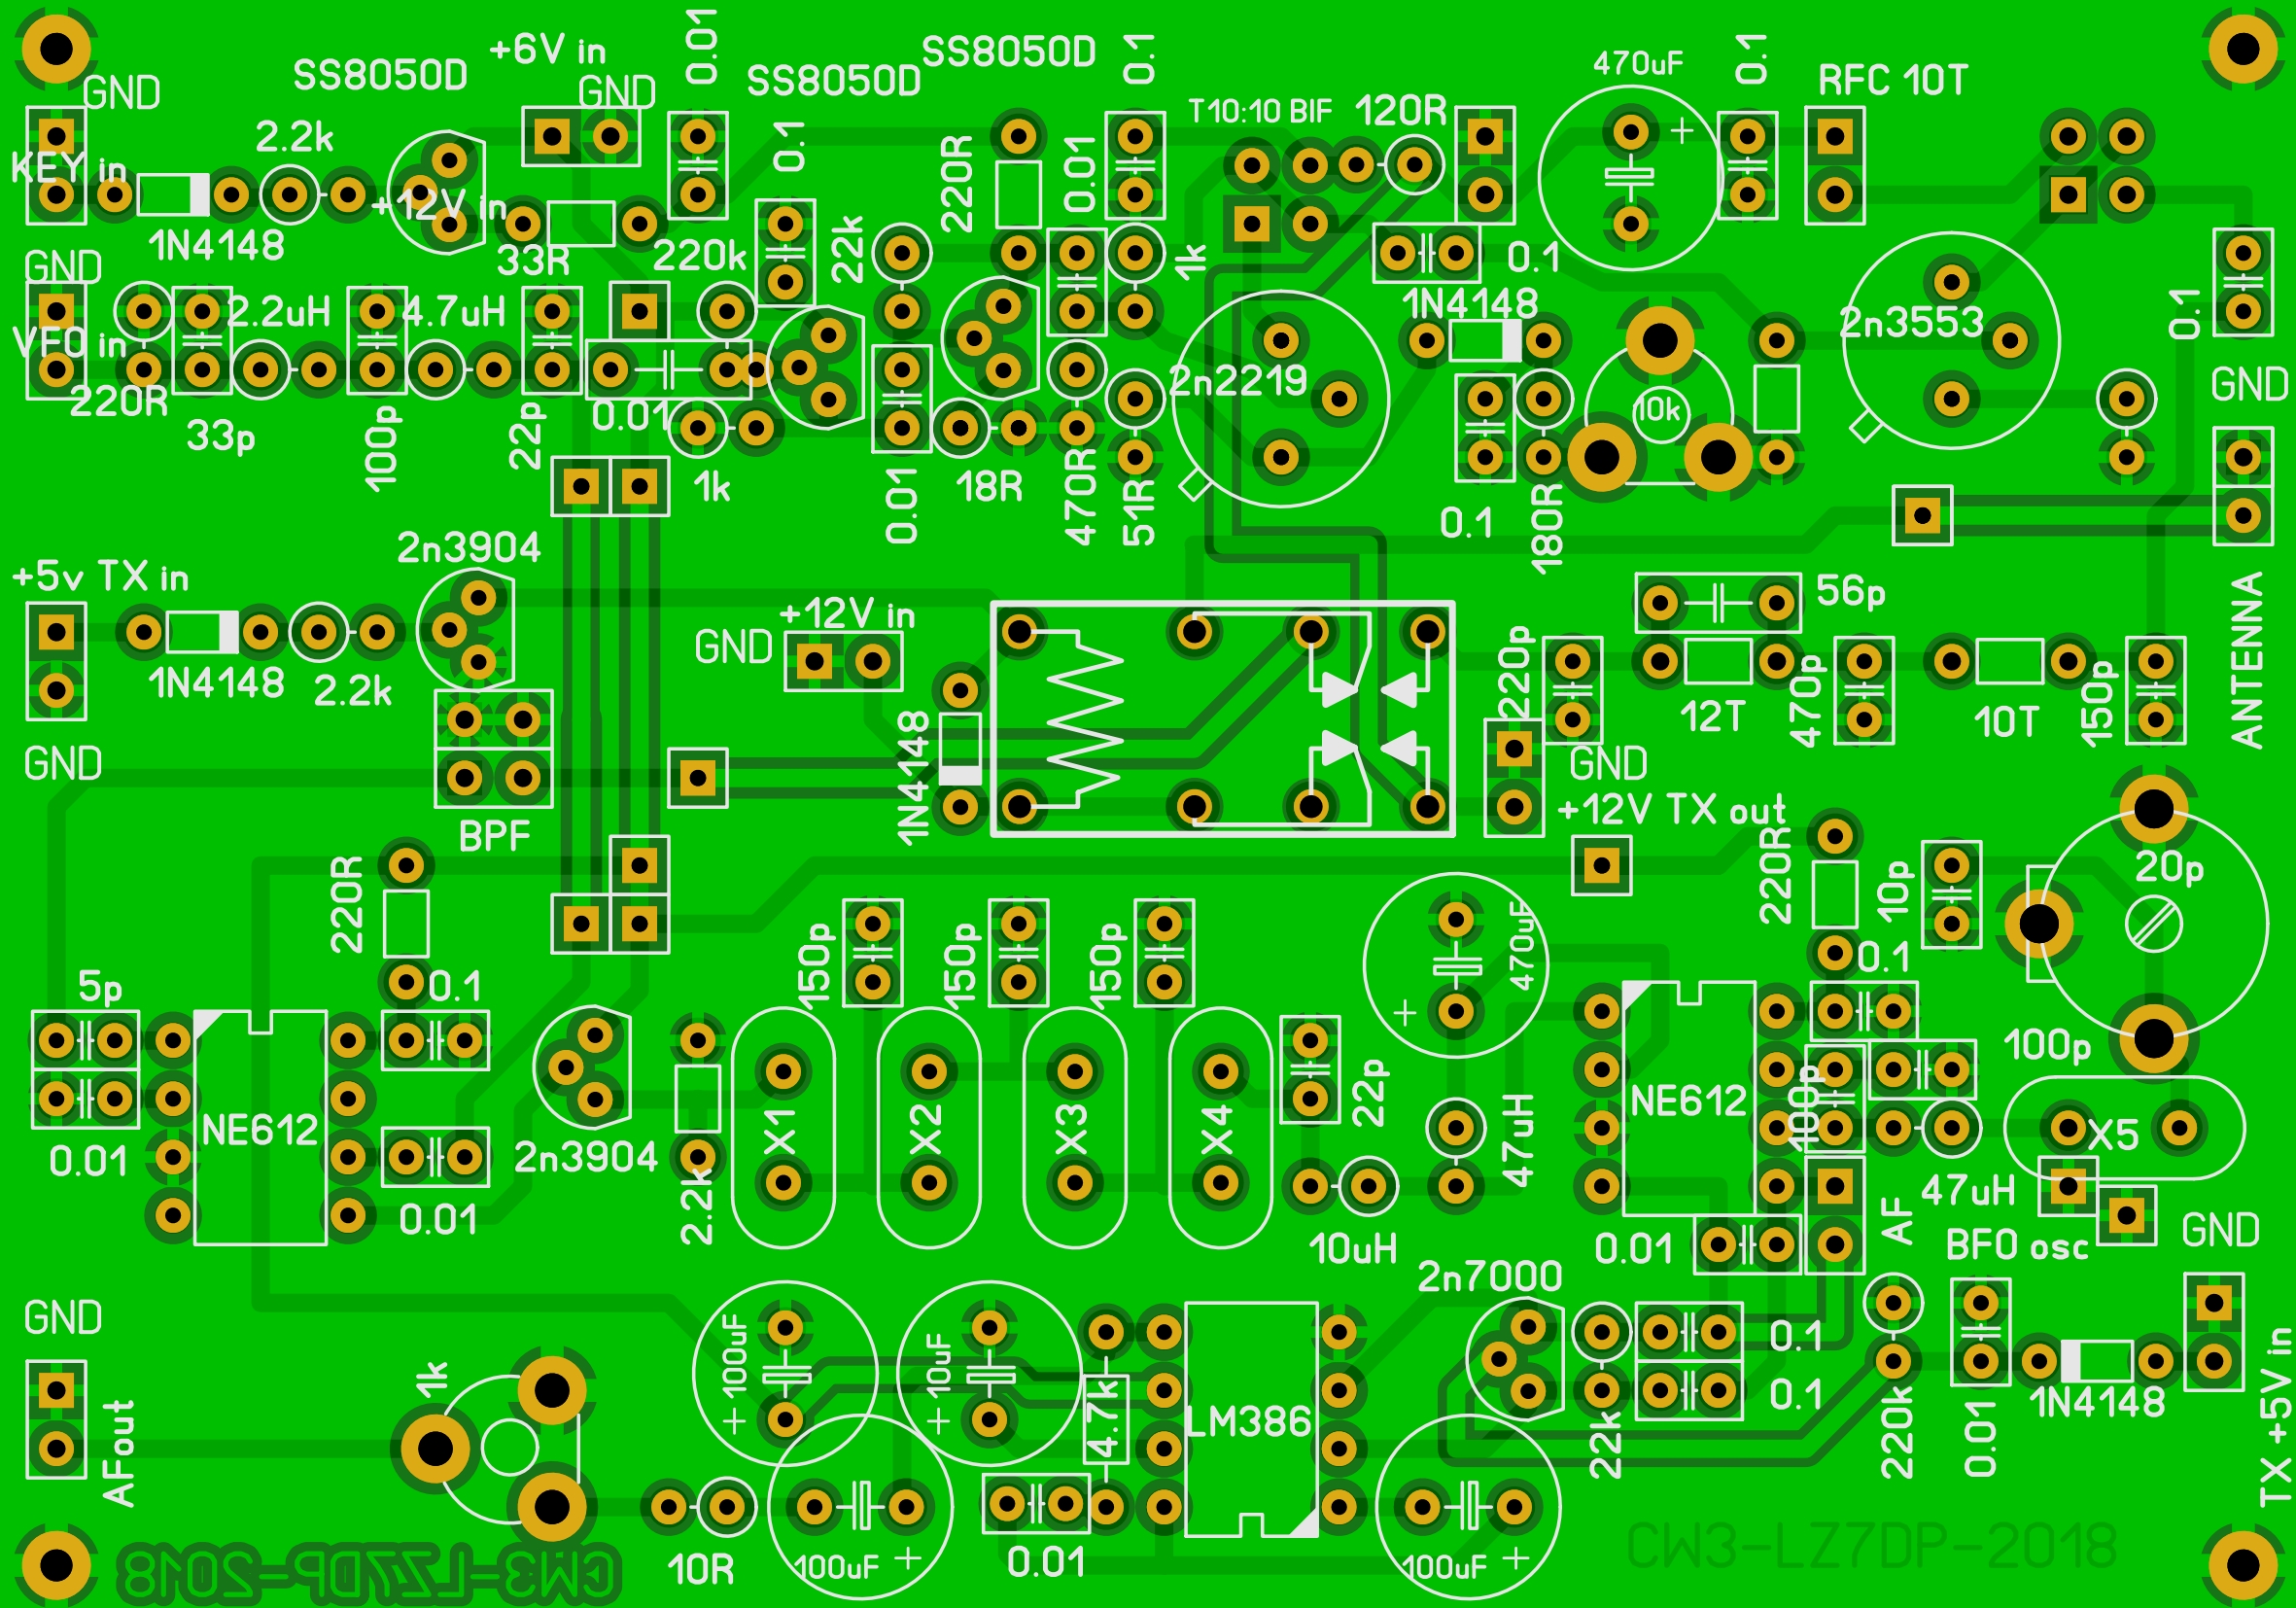 0.01
+6V in
SS8050D
SS8050D
0.1
470uF
0.1
SS8050D
RFC 10T
GND
GND
T10:10 BIF
120R
2.2k
0.1
220R
0.01
KEY in
+12V in
1N4148
33R
220k
22k
1k
0.1
GND
2.2uH
4.7uH
1N4148
2n3553
0.1
VFO in
220R
33p
100p
22p
0.01
1k
0.01
18R
470R
51R
2n2219
10k
0.1
180R
GND
2n3904
+5v TX in
+12V in
GND
56p
ANTENNA
1N4148
2.2k
220p
12T
470p
10T
150p
GND
1N4148
GND
+12V TX out
BPF
220R
220R
10p
20p
5p
0.1
150p
150p
150p
470uF
+
0.1
100p
NE612
2n3904
2.2k
X1
X2
X3
X4
22p
47uH
NE612
100p
X5
0.01
0.01
10uH
0.01
AF
47uH
BFO osc
GND
2n7000
GND
AFout
1k
+ 100uF
+ 10uF
4.7k
LM386
22k
0.1
0.1
220k
0.01
1N4148
TX +5V in
10R
100uF +
0.01
100uF +
CW3-LZ7DP-2018
CW3-LZ7DP-2018